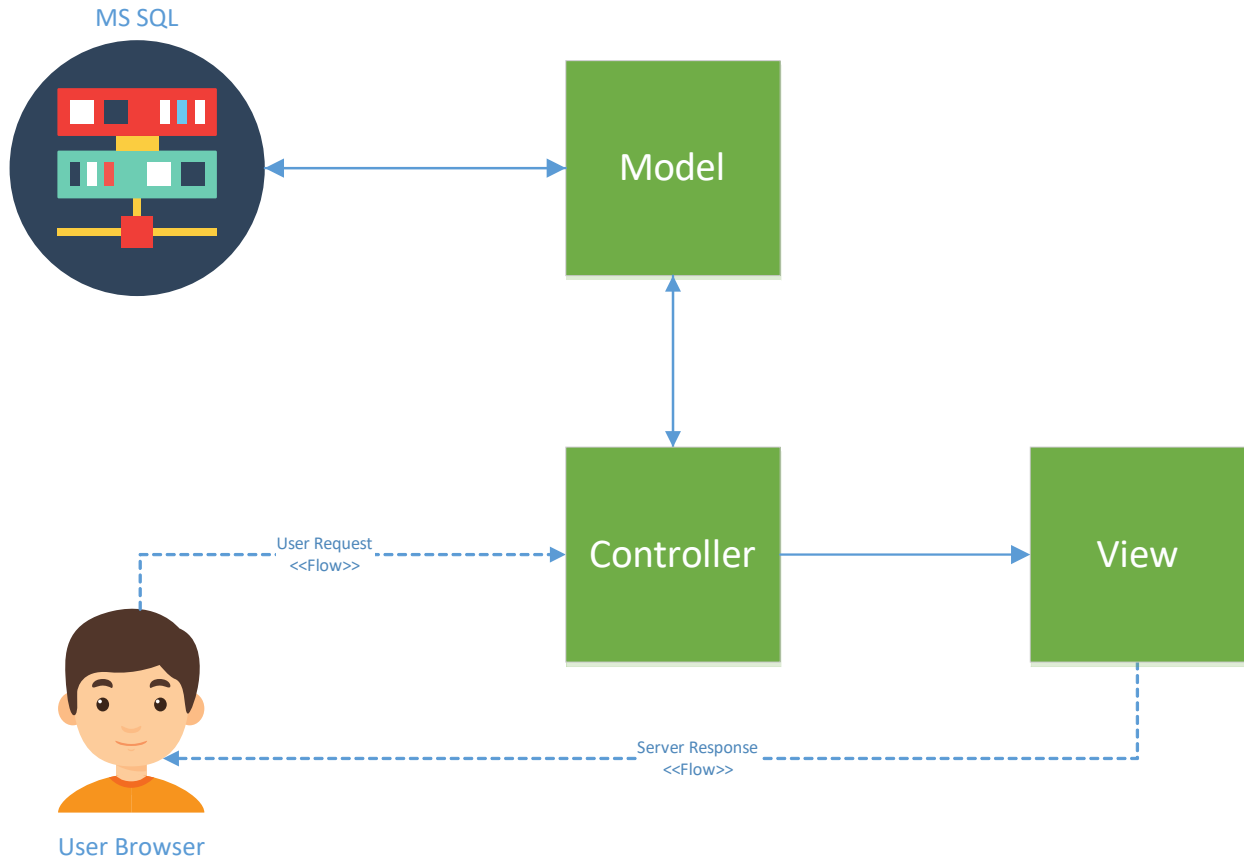 MS SQL
Model
User Request
<<Flow>>
Controller
View
Server Response
<<Flow>>
User Browser